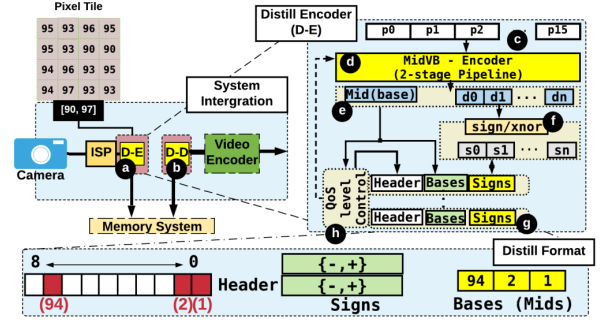 Pixel Tile
95 93 96 95
95 93 90 90
94 96 93 95
94 97 93 93
[90, 97]
Distill Encoder
(D-E)
System
Intergration
Camera
ISP
D-E
a
D-D
b
Video
Encoder
Memory System
p0 p1 p2 c p15
d
MidVB - Encoder
(2-stage Pipeline)
Mid(base)
e
d0 d1 ··· dn
f
sign/xnor
s0 s1 ··· sn
QoS
level
Control
h
Header Bases Signs
Header Bases Signs
g
Distill Format
8 0
(94) (2)(1)
Header
{-,+}
{-,+}
Signs
94 2 1
Bases (Mids)